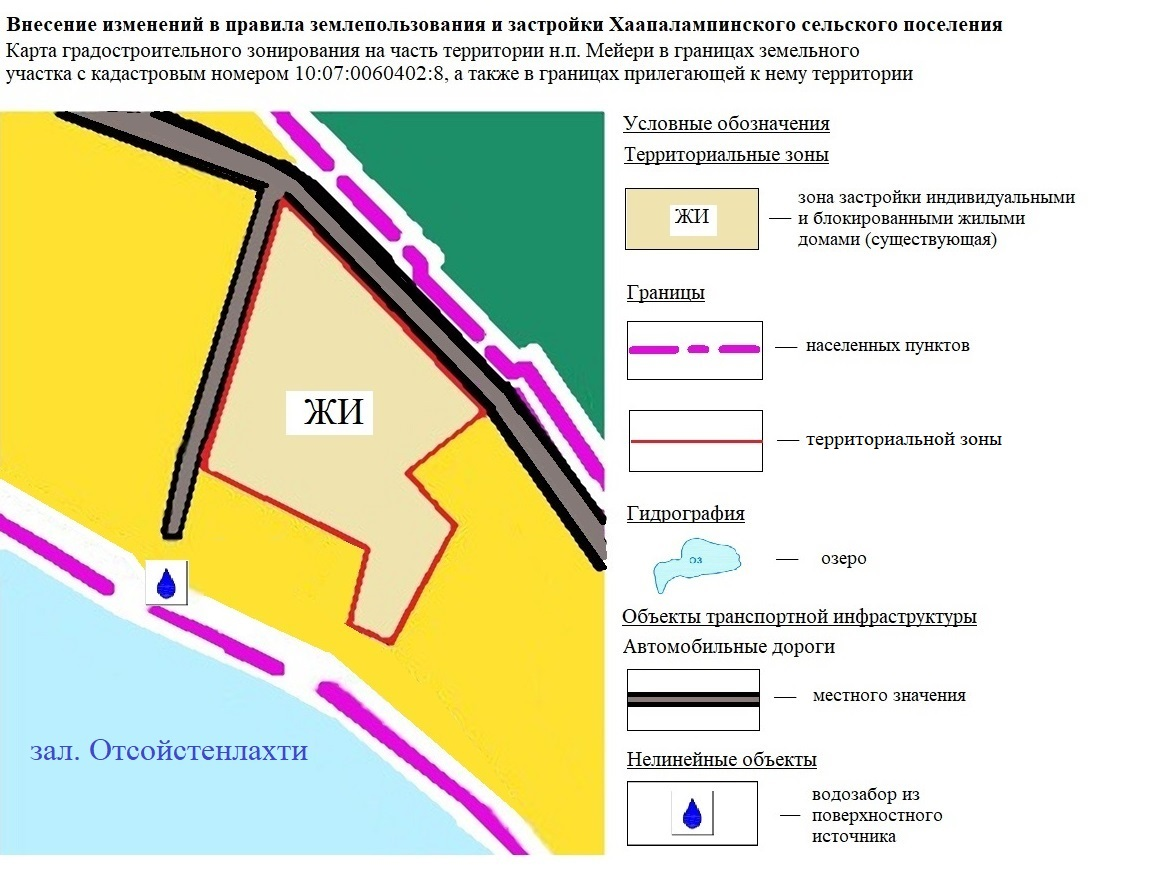 Внесение изменений в правила землепользования и застройки Хаапалампинского сельского поселения
Карта градостроительного зонирования на часть территории н.п. Мейери в границах земельного
участка с кадастровым номером 10:07:0060402:8, а также в границах прилегающей к нему территории
ЖИ
зал. Отсойстенлахти
Условные обозначения
Территориальные зоны
ЖИ
— зона застройки индивидуальными
и блокированными жилыми
домами (существующая)
Границы
— населенных пунктов
— территориальной зоны
Гидрография
оз
— озеро
Объекты транспортной инфраструктуры
Автомобильные дороги
— местного значения
Нелинейные объекты
— водозабор из
поверхностного
источника